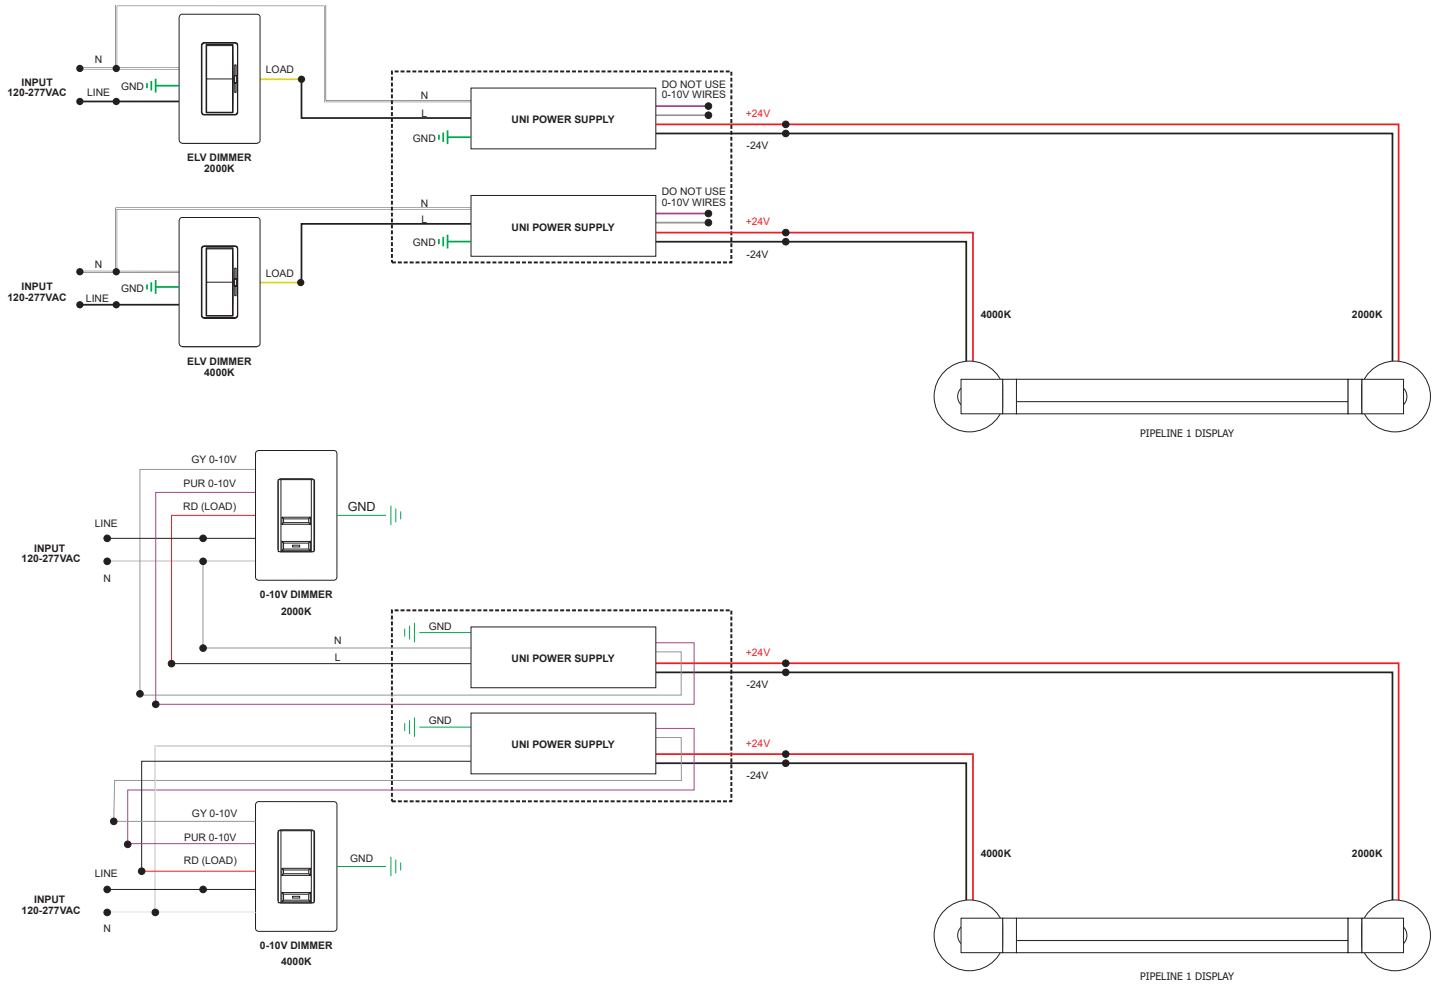 N
INPUT
120-277VAC
GND
LINE
LOAD
ELV DIMMER
2000K
N
L
GND
UNI POWER SUPPLY
DO NOT USE
0-10V WIRES
+24V
-24V
N
INPUT
120-277VAC
GND
LINE
LOAD
ELV DIMMER
4000K
N
L
GND
UNI POWER SUPPLY
DO NOT USE
0-10V WIRES
+24V
-24V
4000K
2000K
PIPELINE 1 DISPLAY
GY 0-10V
PUR 0-10V
RD (LOAD)
LINE
INPUT
120-277VAC
N
GND
0-10V DIMMER
2000K
N
L
GND
UNI POWER SUPPLY
+24V
-24V
GND
UNI POWER SUPPLY
+24V
-24V
GY 0-10V
PUR 0-10V
RD (LOAD)
LINE
INPUT
120-277VAC
N
GND
0-10V DIMMER
4000K
4000K
2000K
PIPELINE 1 DISPLAY